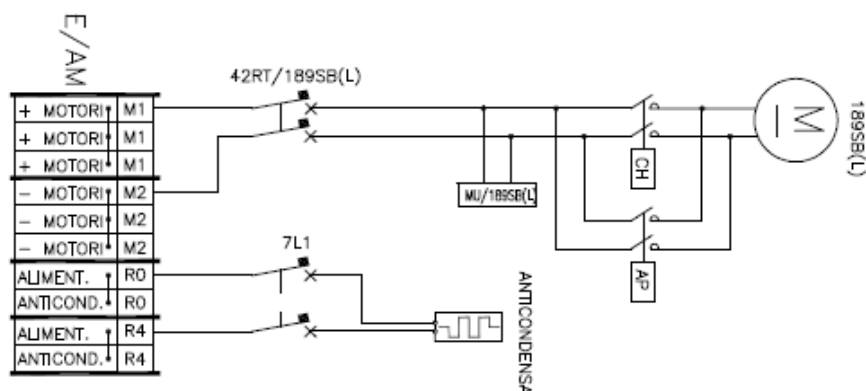 E/AM
+ MOTORI M1
+ MOTORI M1
+ MOTORI M1
- MOTORI M2
- MOTORI M2
- MOTORI M2
ALIMENT. R0
ANTICOND. R0
ALIMENT. R4
ANTICOND. R4
42RT/189SB(L)
7L1
MU/189SB(L)
CH
AP
M
189SB(L)
ANTICONDENSA